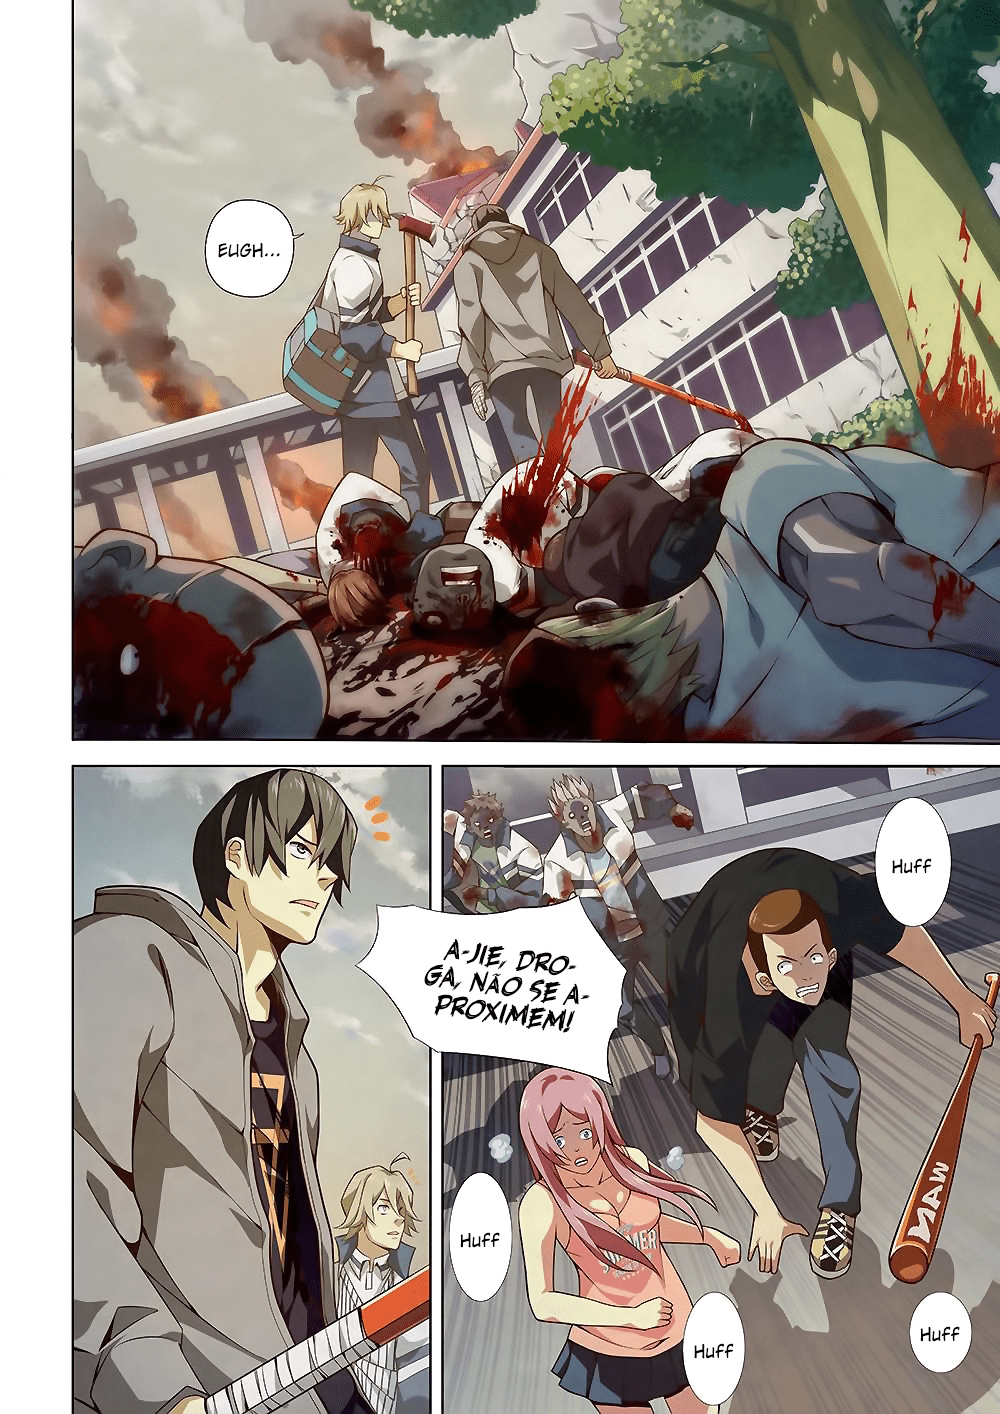 EUGH...
A-JIE, DRO-
GA, NÃO SE A-
PROXIMEM!
Huff
Huff
Huff
Huff
MAW